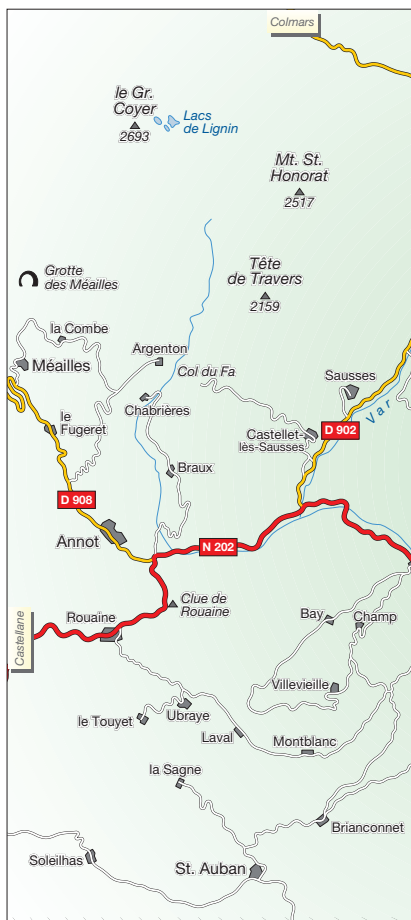 Colmars
le Gr.
Coyer
2693
Lacs
de Lignin
Mt. St.
Honorat
2517
Tête
de Travers
2159
Grotte
des Méailles
la Combe
Méailles
Argenton
Col du Fa
Chabrières
Sausses
Var
le
Fugeret
Castellet-
lès-Sausses
D 902
Braux
D 908
Annot
N 202
Clue de
Rouaine
Rouaine
Castellane
Bay
Champ
Villevieille
Ubraye
le Touyet
Laval
Montblanc
la Sagne
Brianconnet
Soleilhas
St. Auban